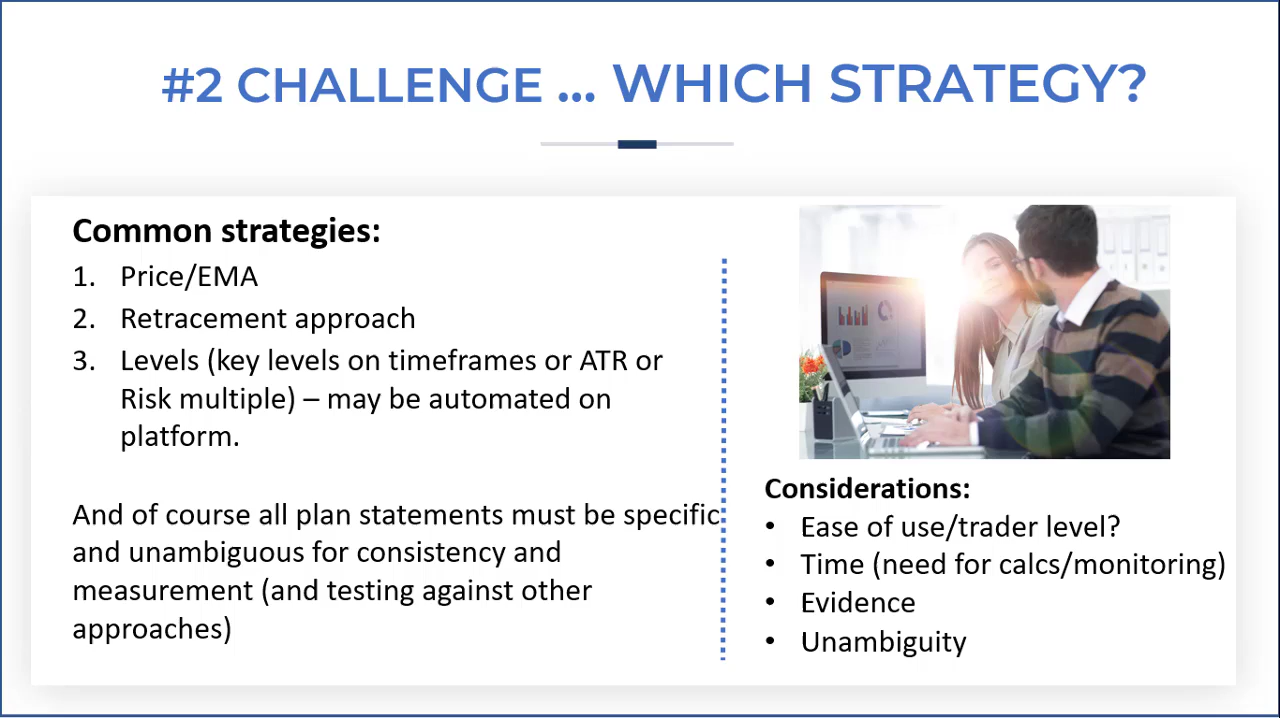 #2 CHALLENGE ... WHICH STRATEGY?
Common strategies:
1. Price/EMA
2. Retracement approach
3. Levels (key levels on timeframes or ATR or
Risk multiple) – may be automated on
platform.
And of course all plan statements must be specific
and unambiguous for consistency and
measurement (and testing against other
approaches)
Considerations:
• Ease of use/trader level?
• Time (need for calcs/monitoring)
• Evidence
• Unambiguity